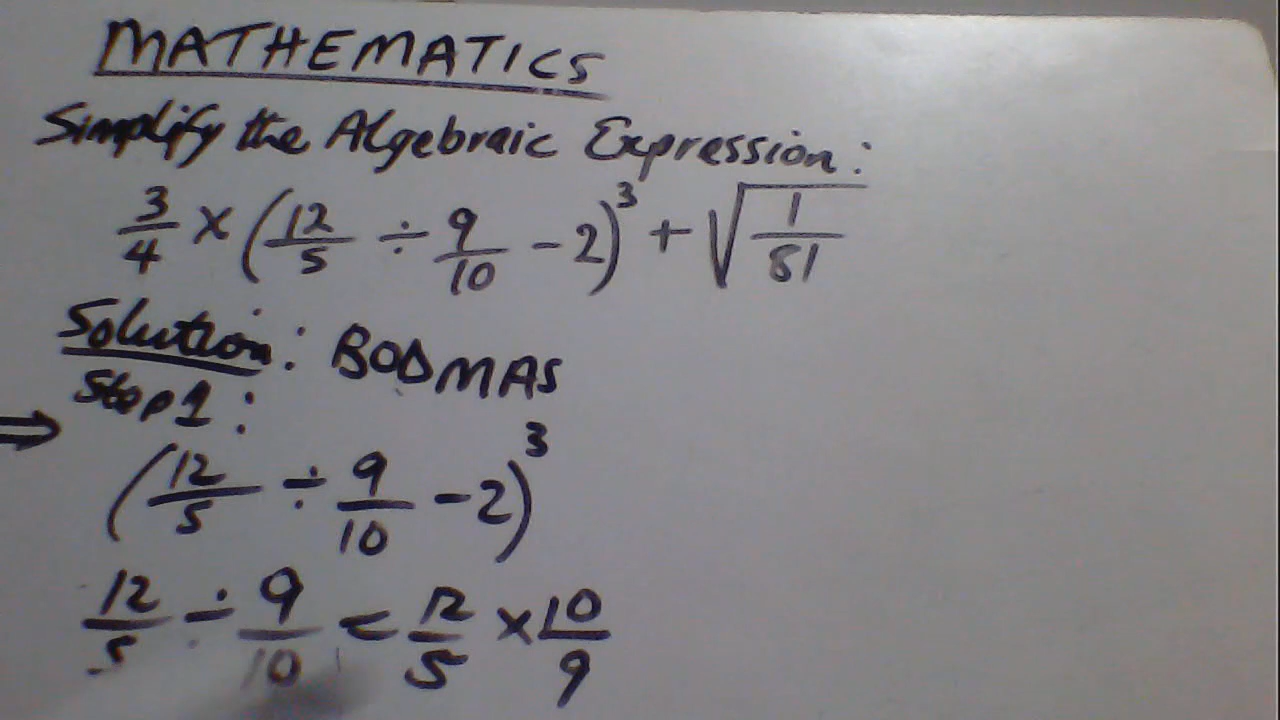 MATHEMATICS
Simplify the Algebraic Expression:
3/4 × (12/5 ÷ 9/10 - 2)³ + √(1/81)
Solution: BODMAS
Step 1:
⇒
(12/5 ÷ 9/10 - 2)³
12/5 ÷ 9/10 = 12/5 × 10/9